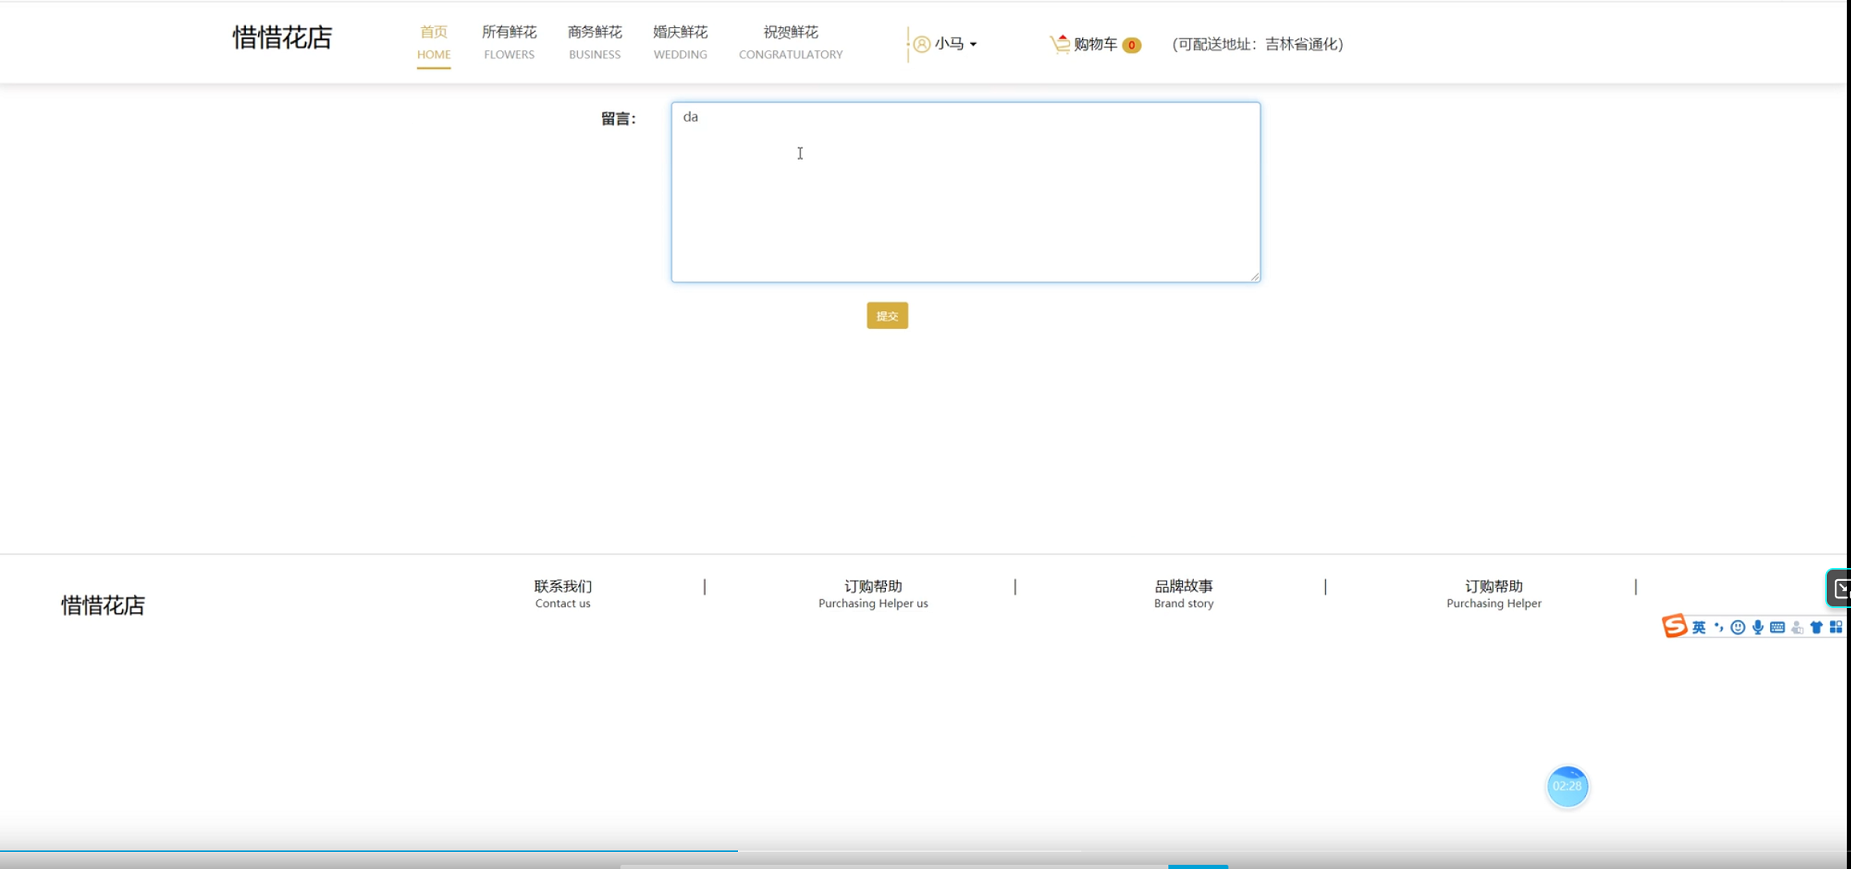 惜惜花店
首页 所有鲜花 商务鲜花 婚庆鲜花 祝贺鲜花
HOME FLOWERS BUSINESS WEDDING CONGRATULATORY
小马 购物车 0 (可配送地址：吉林省通化)
留言：
da
提交
联系我们 | 订购帮助 | 品牌故事 | 订购帮助 |
Contact us Purchasing Helper us Brand story Purchasing Helper
惜惜花店
英
02:28